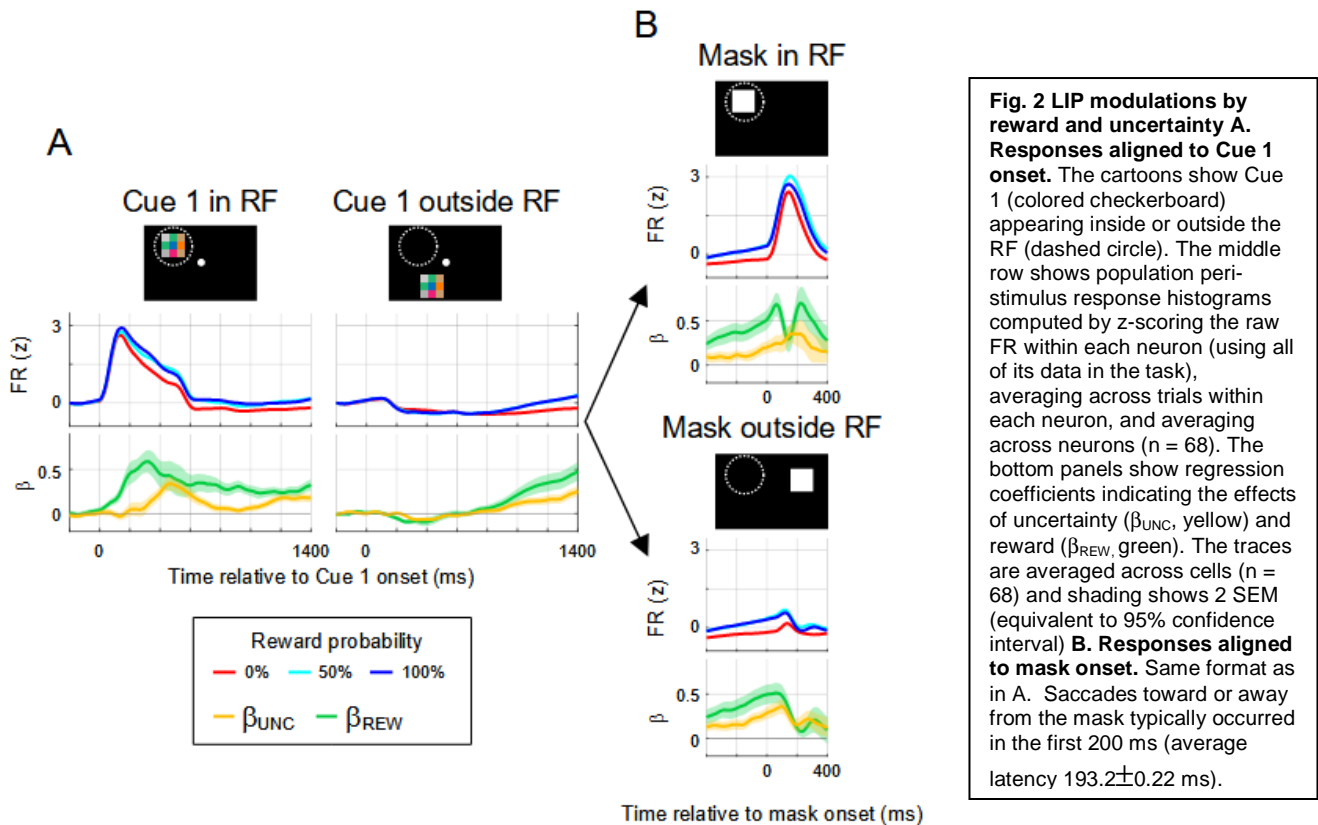 B
Mask in RF
A
Cue 1 in RF
Cue 1 outside RF
3
FR (z)
0
0.5
β
0
0
1400
0
1400
Time relative to Cue 1 onset (ms)
Reward probability
0%
50%
100%
βUNC
βREW
3
FR (z)
0
0.5
β
0
0
400
Mask outside RF
3
FR (z)
0
0.5
β
0
0
400
Time relative to mask onset (ms)
Fig. 2 LIP modulations by
reward and uncertainty A.
Responses aligned to Cue 1
onset. The cartoons show Cue
1 (colored checkerboard)
appearing inside or outside the
RF (dashed circle). The middle
row shows population peri-
stimulus response histograms
computed by z-scoring the raw
FR within each neuron (using all
of its data in the task),
averaging across trials within
each neuron, and averaging
across neurons (n = 68). The
bottom panels show regression
coefficients indicating the effects
of uncertainty (βUNC, yellow) and
reward (βREW, green). The traces
are averaged across cells (n =
68) and shading shows 2 SEM
(equivalent to 95% confidence
interval) B. Responses aligned
to mask onset. Same format as
in A. Saccades toward or away
from the mask typically occurred
in the first 200 ms (average
latency 193.2±0.22 ms).